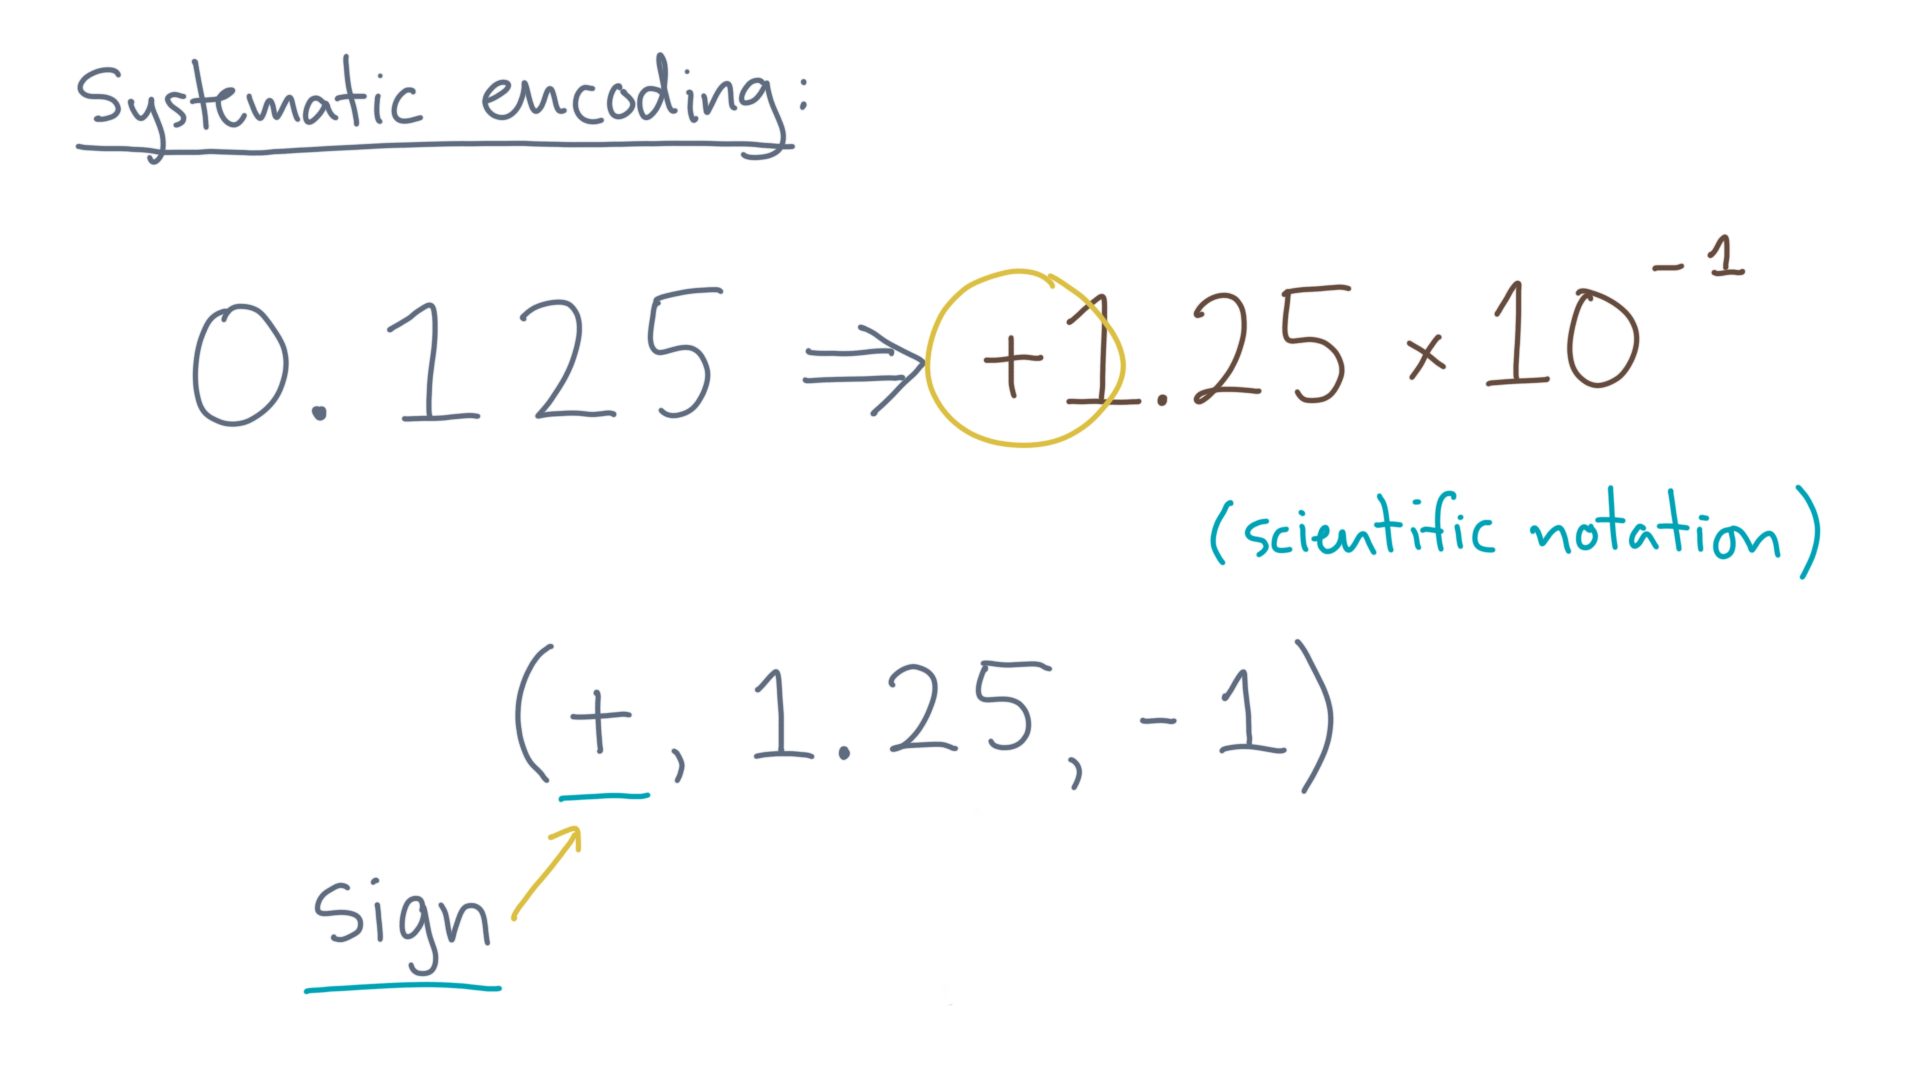 Systematic encoding:
0.125 ⇒ +1.25 × 10⁻¹
(scientific notation)
(+, 1.25, -1)
sign